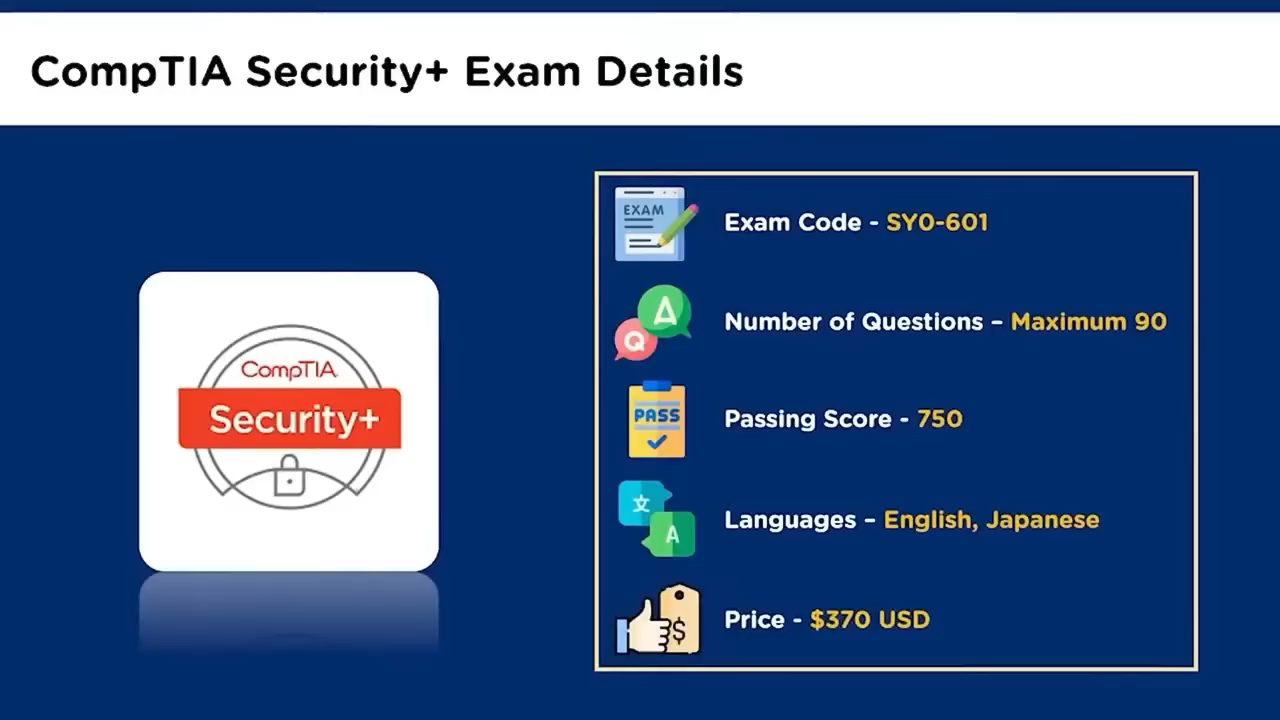 CompTIA Security+ Exam Details
CompTIA
Security+
EXAM
Exam Code - SY0-601
A
Q
Number of Questions – Maximum 90
PASS
Passing Score - 750
文
A
Languages – English, Japanese
$
Price - $370 USD